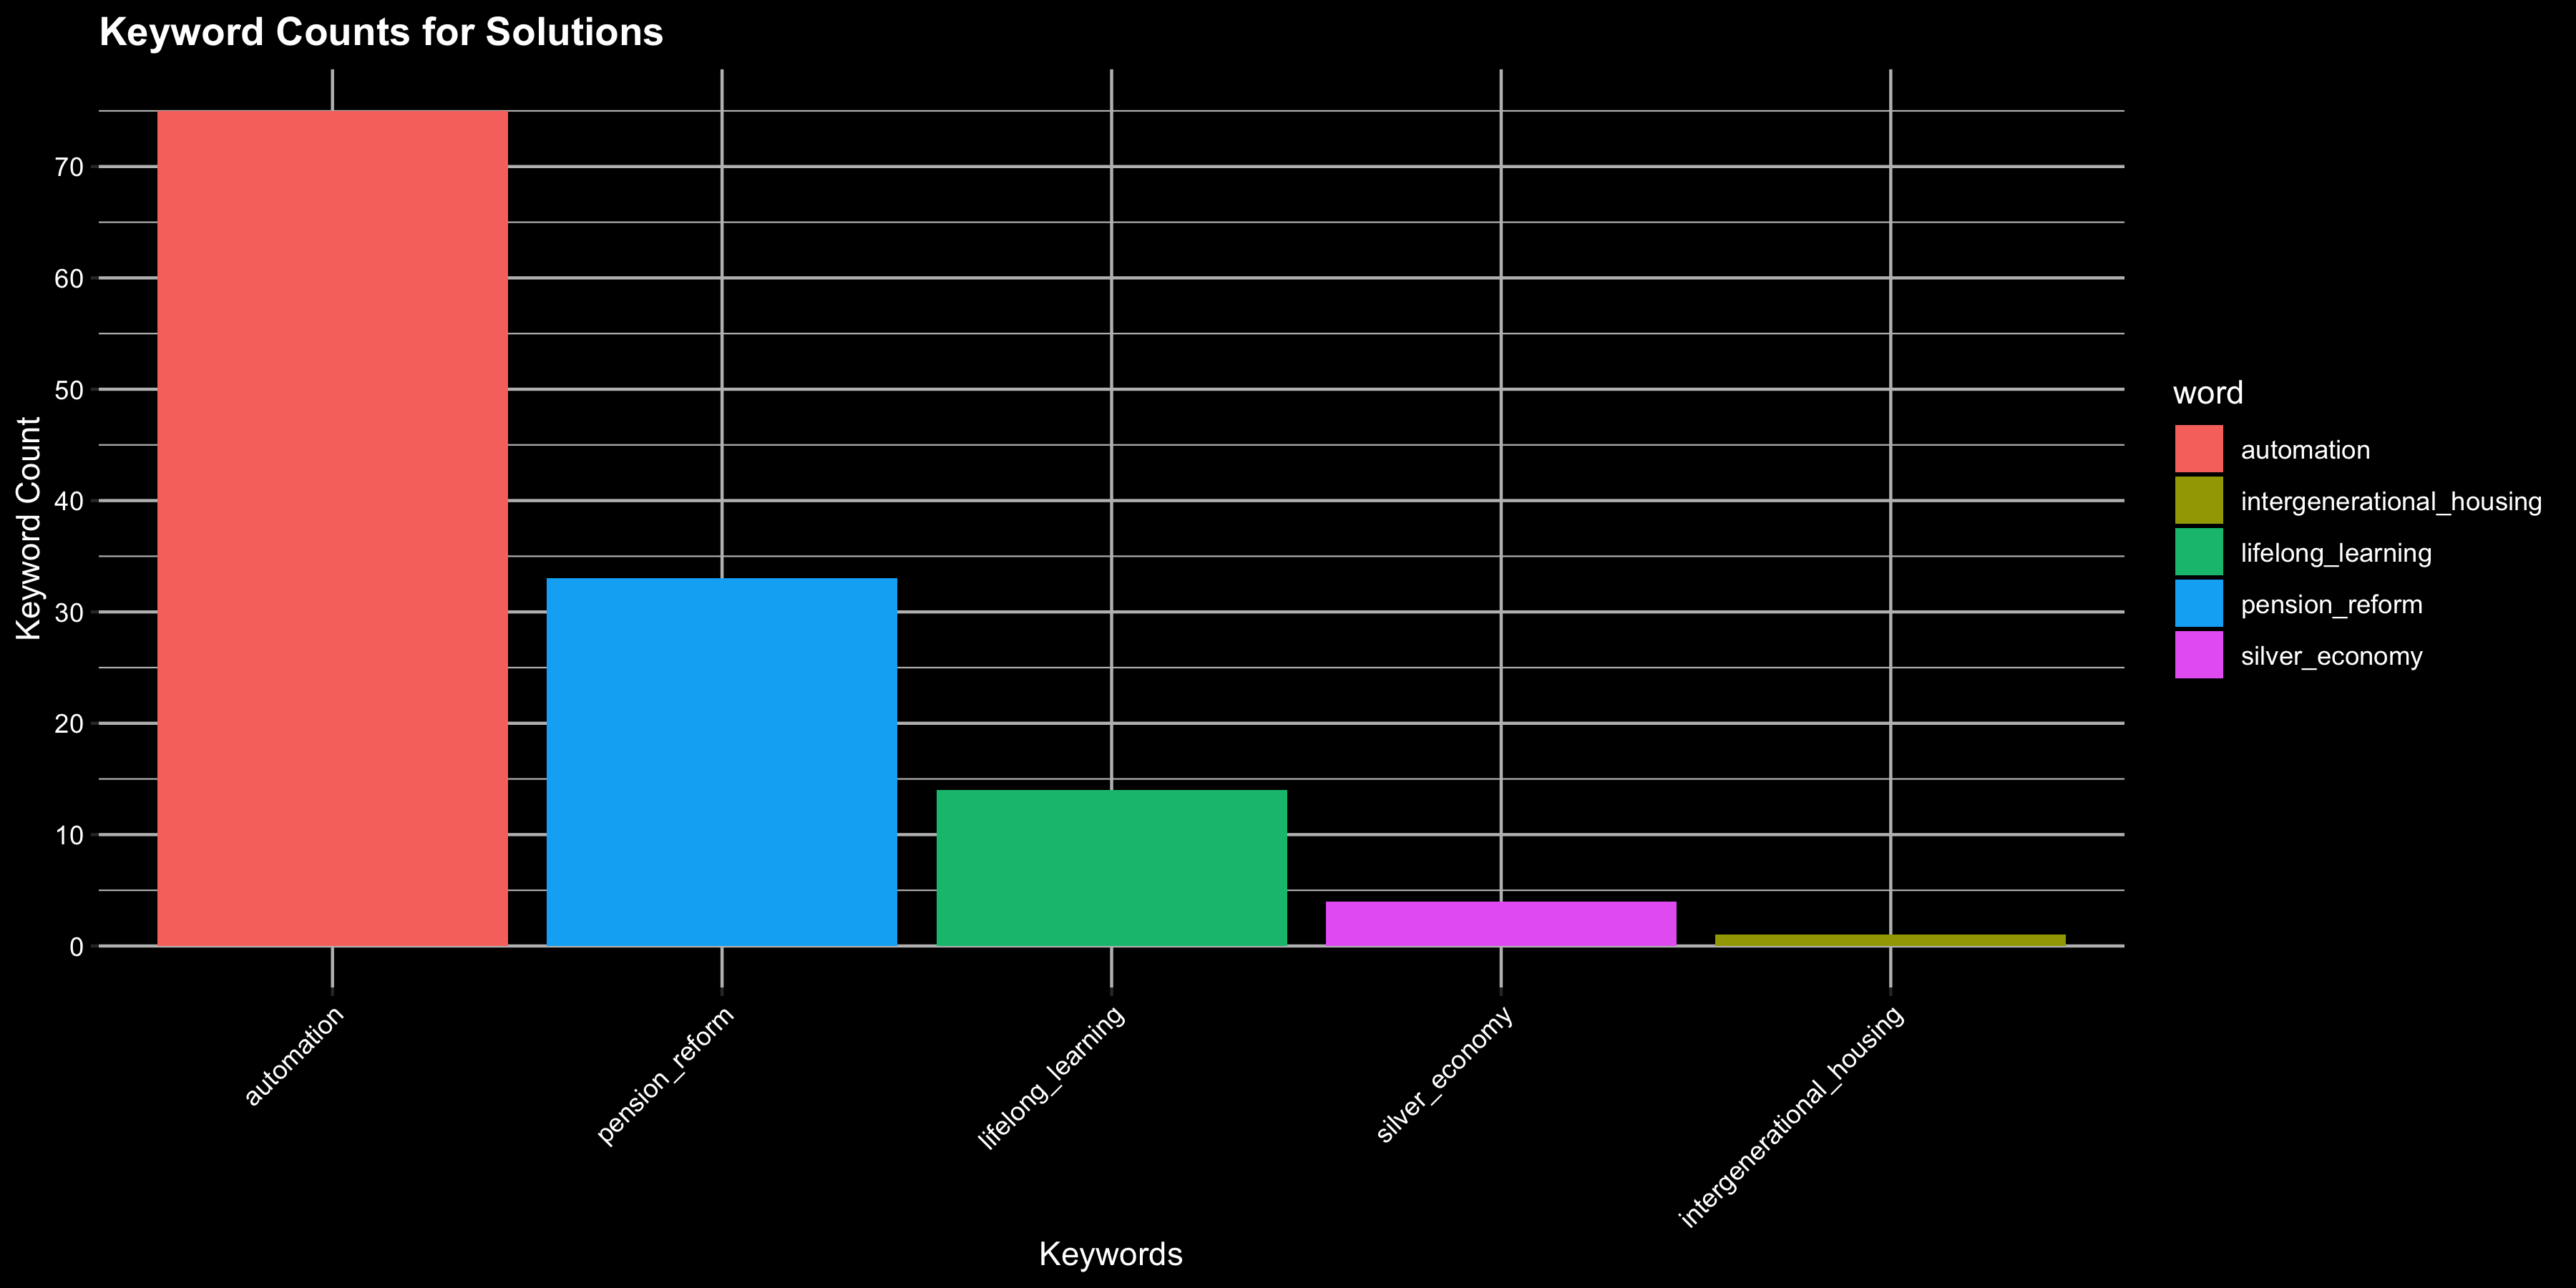 Keyword Counts for Solutions
Keyword Count
70
60
50
40
30
20
10
0
automation
pension_reform
lifelong_learning
silver_economy
intergenerational_housing
Keywords
word
automation
intergenerational_housing
lifelong_learning
pension_reform
silver_economy